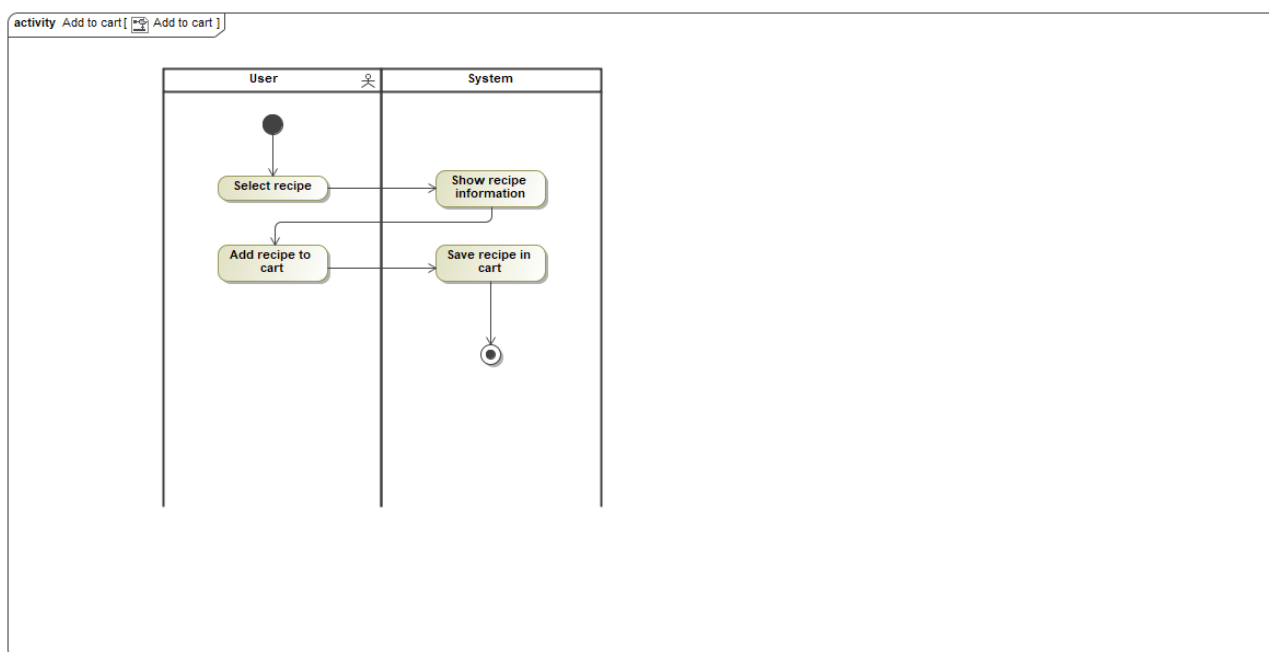 activity Add to cart[ Add to cart ]
User
System
Select recipe
Show recipe
information
Add recipe to
cart
Save recipe in
cart